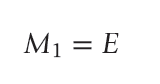 M₁ = E